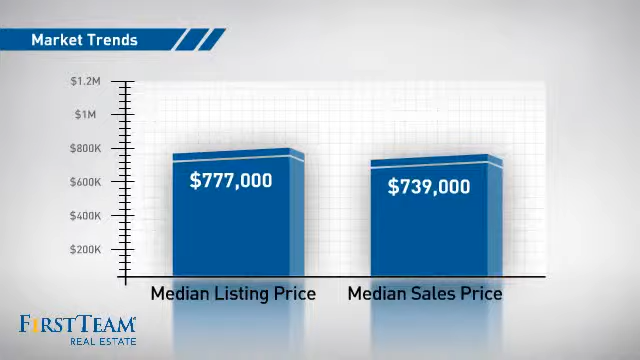 Market Trends
$1.2M
$1M
$800K
$600K
$400K
$200K
$777,000
$739,000
Median Listing Price
Median Sales Price
FIRSTTEAM®
REAL ESTATE